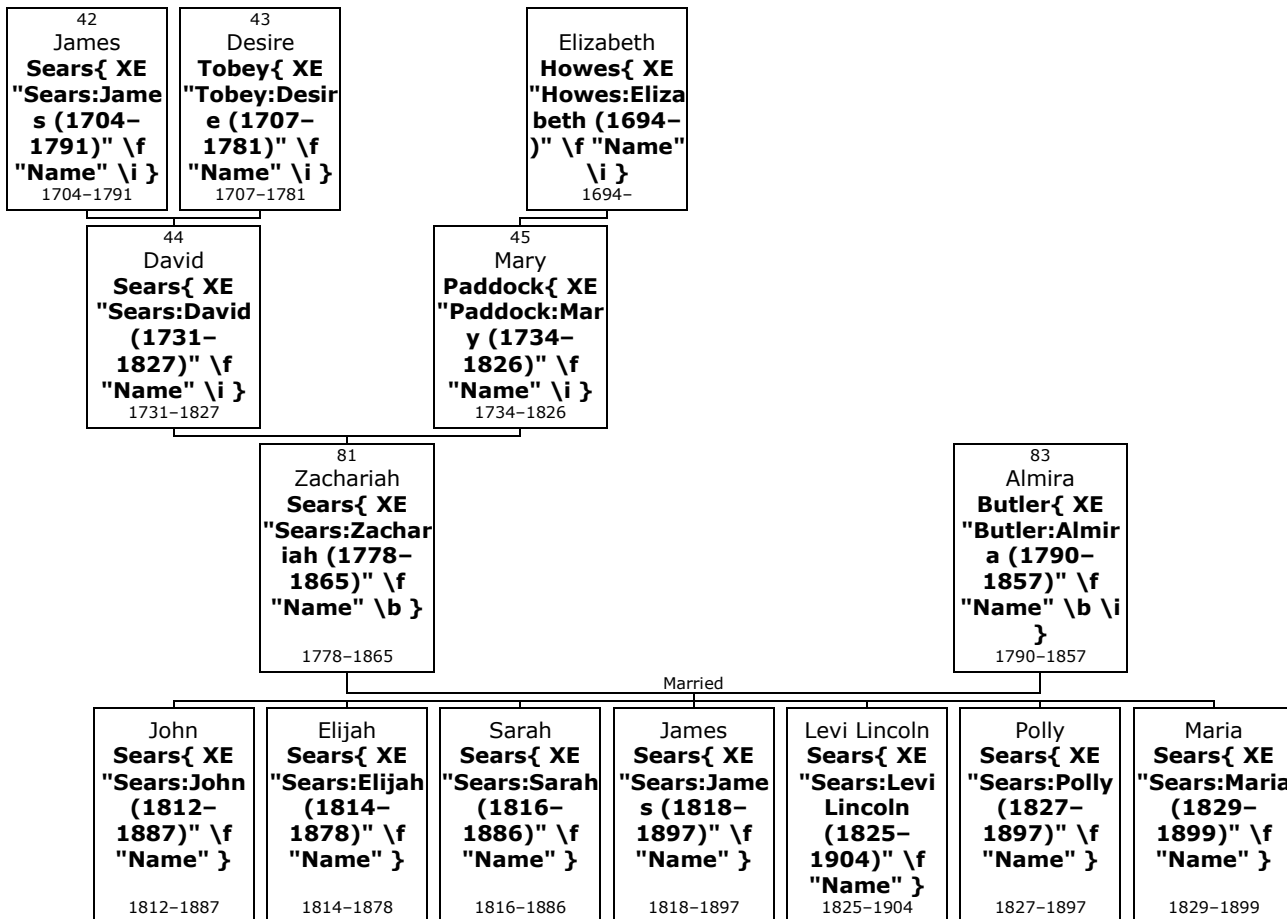 42
James
Sears{ XE
"Sears:Jame
s (1704–
1791)" \f
"Name" \i }
1704–1791
43
Desire
Tobey{ XE
"Tobey:Desir
e (1707–
1781)" \f
"Name" \i }
1707–1781
Elizabeth
Howes{ XE
"Howes:Eliza
beth (1694–
)" \f "Name"
\i }
1694–
44
David
Sears{ XE
"Sears:David
(1731–
1827)" \f
"Name" \i }
1731–1827
45
Mary
Paddock{ XE
"Paddock:Mar
y (1734–
1826)" \f
"Name" \i }
1734–1826
81
Zachariah
Sears{ XE
"Sears:Zachar
iah (1778–
1865)" \f
"Name" \b }
1778–1865
83
Almira
Butler{ XE
"Butler:Almir
a (1790–
1857)" \f
"Name" \b \i
}
1790–1857
Married
John
Sears{ XE
"Sears:John
(1812–
1887)" \f
"Name" }
1812–1887
Elijah
Sears{ XE
"Sears:Elijah
(1814–
1878)" \f
"Name" }
1814–1878
Sarah
Sears{ XE
"Sears:Sarah
(1816–
1886)" \f
"Name" }
1816–1886
James
Sears{ XE
"Sears:Jame
s (1818–
1897)" \f
"Name" }
1818–1897
Levi Lincoln
Sears{ XE
"Sears:Levi
Lincoln
(1825–
1904)" \f
"Name" }
1825–1904
Polly
Sears{ XE
"Sears:Polly
(1827–
1897)" \f
"Name" }
1827–1897
Maria
Sears{ XE
"Sears:Maria
(1829–
1899)" \f
"Name" }
1829–1899